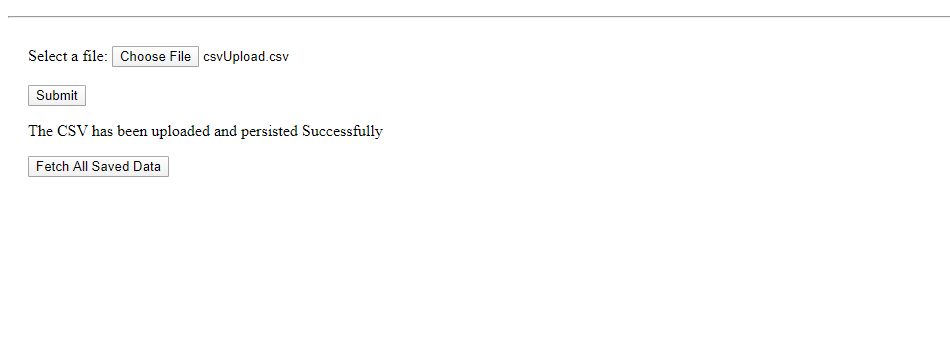 Select a file: Choose File csvUpload.csv
Submit
The CSV has been uploaded and persisted Successfully
Fetch All Saved Data